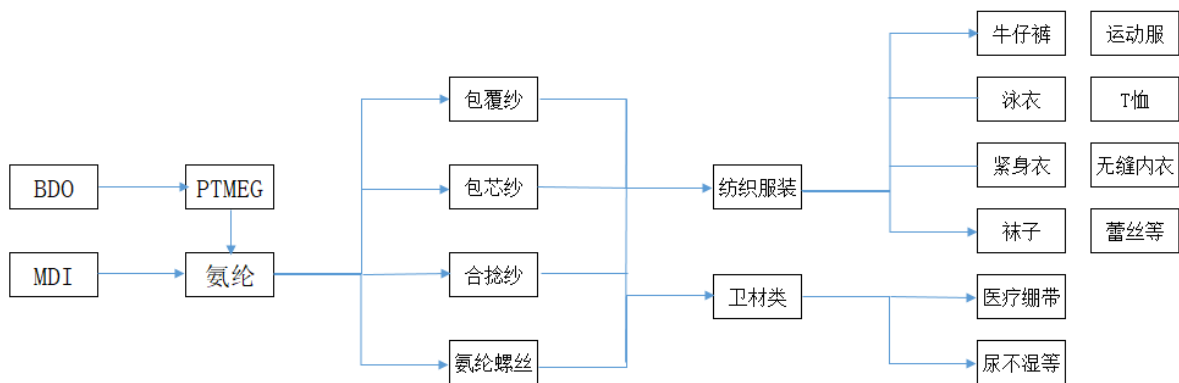 牛仔裤 运动服
包覆纱
泳衣 T恤
BDO PTMEG 包芯纱 纺织服装 紧身衣 无缝内衣
袜子 蕾丝等
MDI 氨纶 合捻纱 卫材类 医疗绷带
氨纶螺丝 尿不湿等